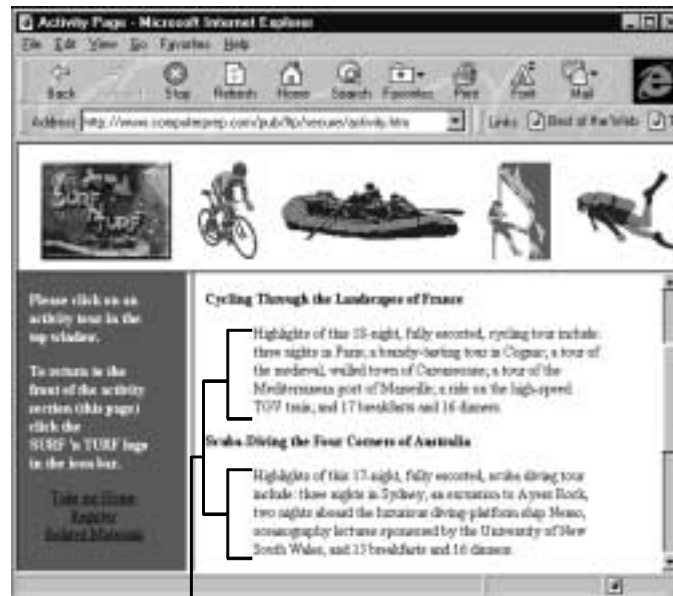 Activity Page - Microsoft Internet Explorer
File Edit View Go Favorites Help
Back Stop Refresh Home Search Favorites Print Font Mail
Address http://www.computerprep.com/pub/ftp/secure/activity.htm Links Best of the Web
SURF
TURF
Please click on an
activity tour in the
top window.
To return to the
front of the activity
section (this page)
click the
SURF 'n TURF logo
in the icon bar.
Take me Home
Register
Related Materials
Cycling Through the Landscapes of France
Highlights of this 18-night, fully escorted, cycling tour include:
three nights in Paris; a brandy-tasting tour in Cognac; a tour of
the medieval, walled town of Carcassonne; a tour of the
Mediterranean port of Marseille; a ride on the high-speed
TGV train; and 17 breakfasts and 16 dinners.
Scuba-Diving the Four Corners of Australia
Highlights of this 17-night, fully escorted, scuba diving tour
include: three nights in Sydney, an excursion to Ayers Rock,
two nights aboard the luxurious diving-platform ship Nemo,
oceanography lectures sponsored by the University of New
South Wales, and 15 breakfasts and 16 dinners.